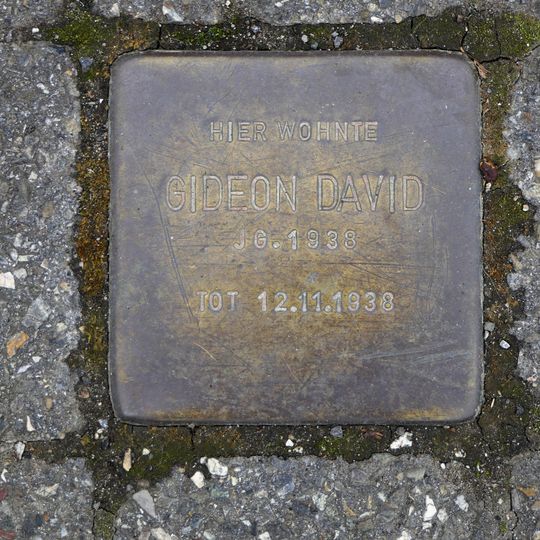 HIER WOHNTE
GIDEON DAVID
JG. 1938
TOT 12.11.1938